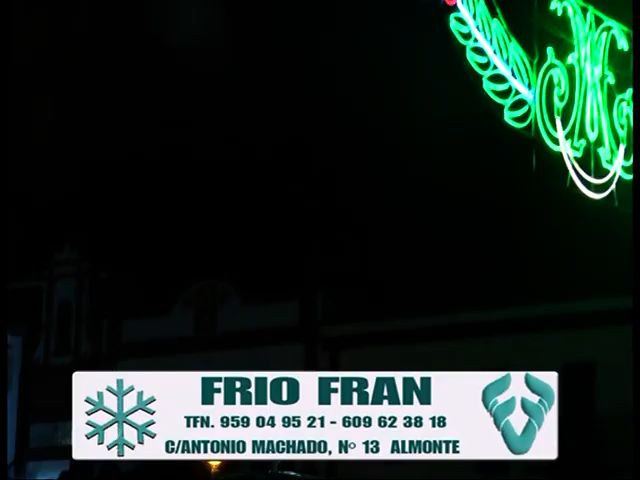 FRIO FRAN
TFN. 959 04 95 21 - 609 62 38 18
C/ANTONIO MACHADO, Nº 13 ALMONTE